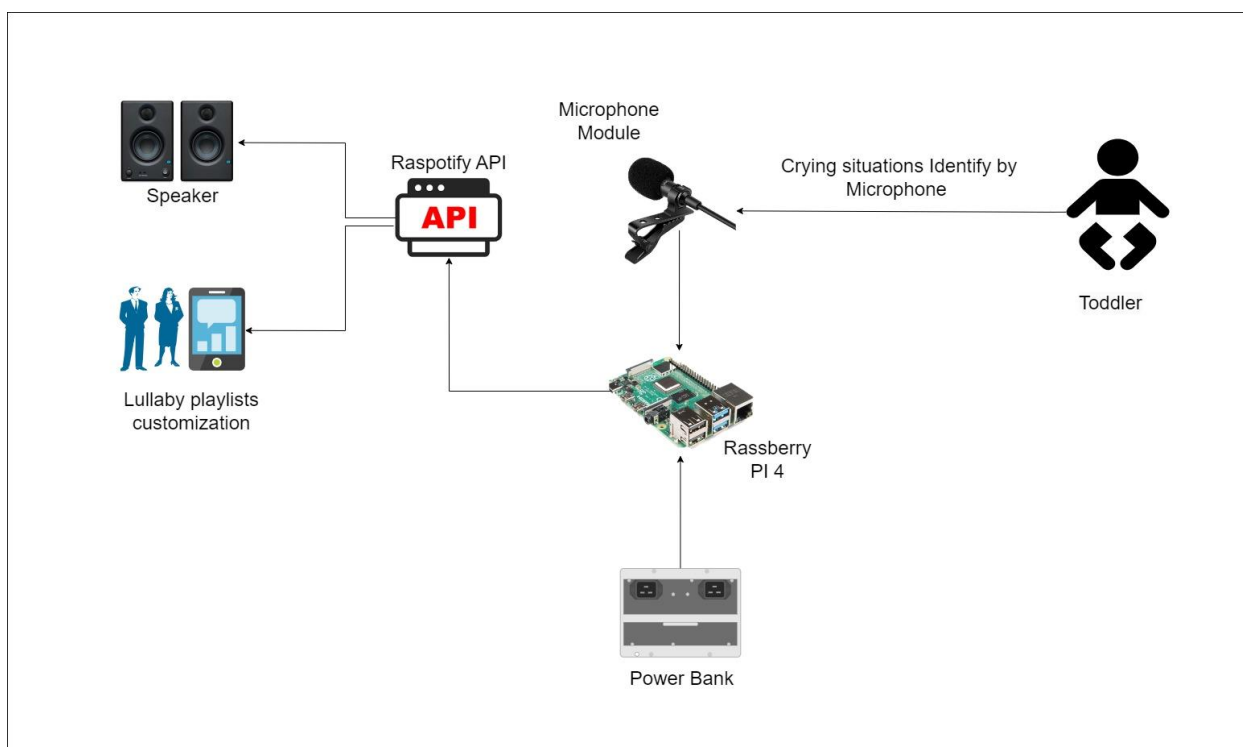 Microphone
Module
Raspotify API
API
Speaker
Crying situations Identify by
Microphone
Toddler
Lullaby playlists
customization
Rassberry
PI 4
Power Bank